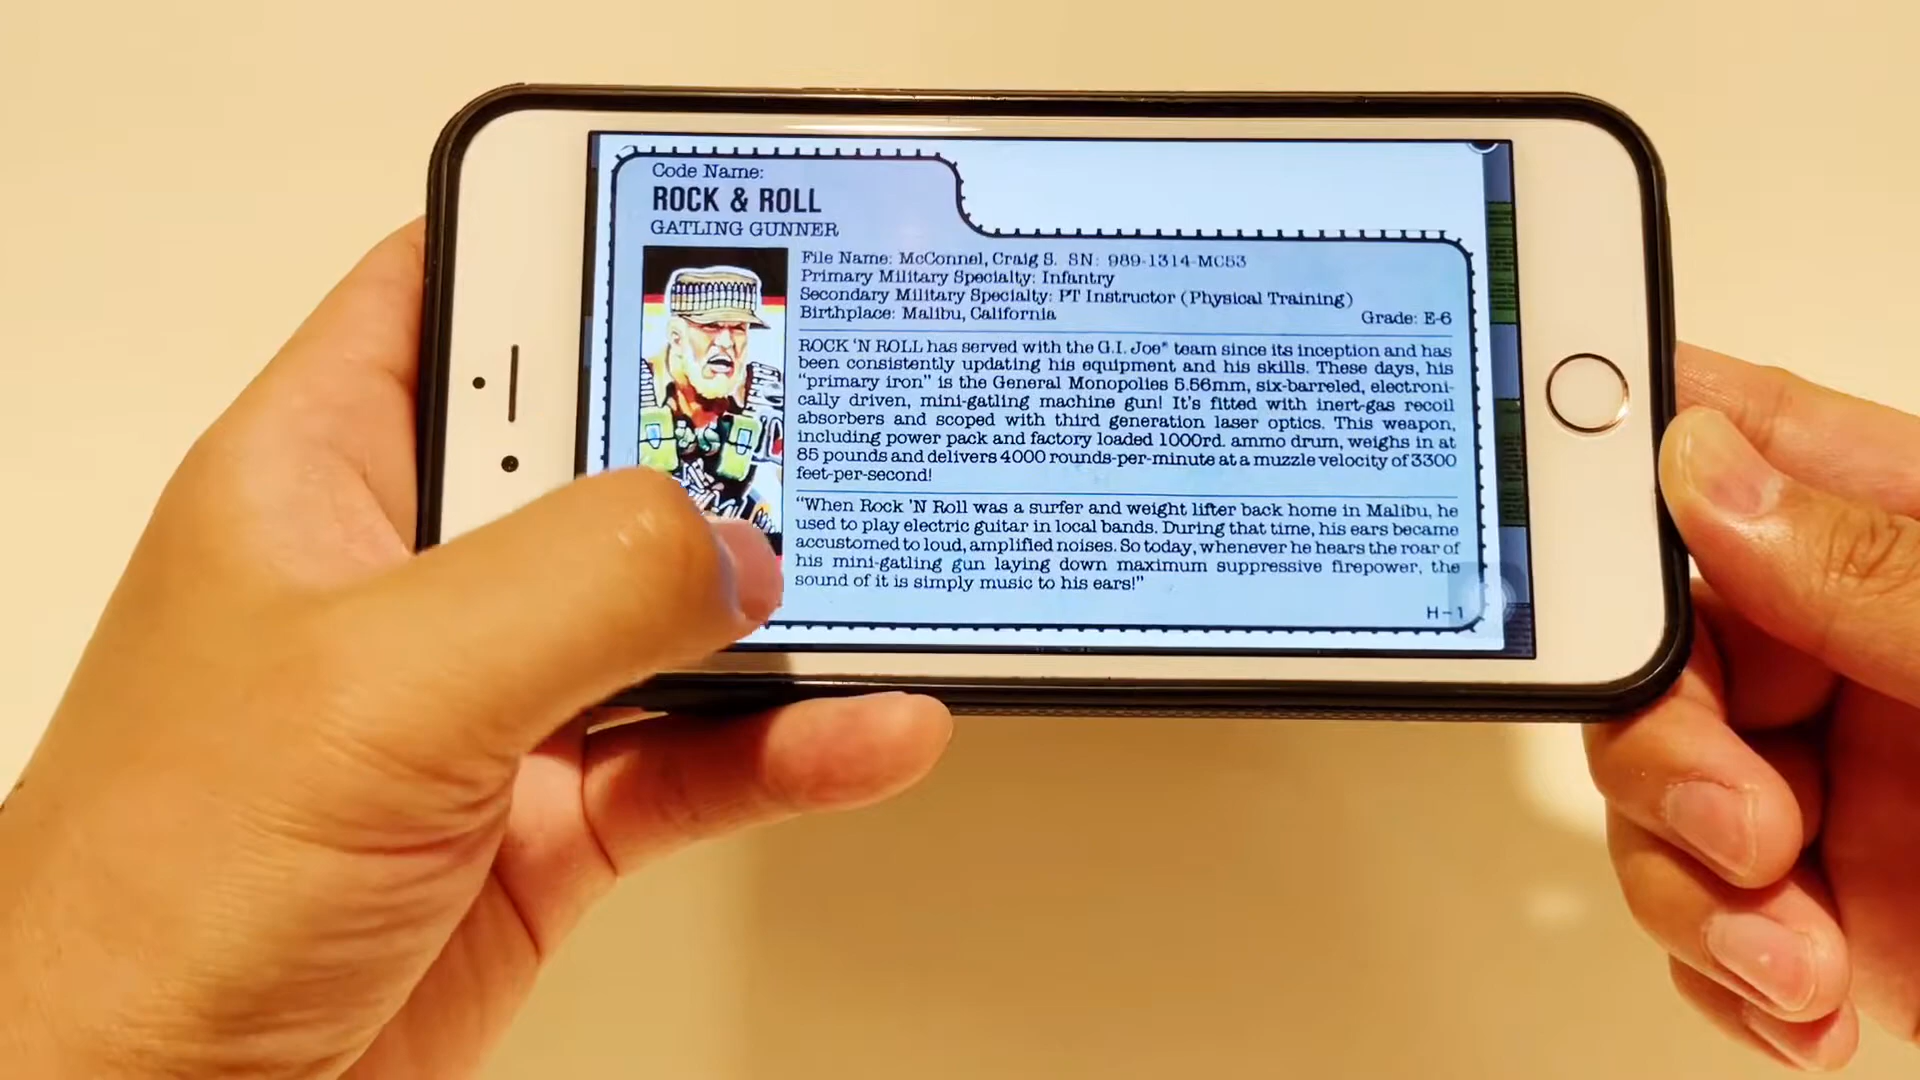 Code Name:
ROCK & ROLL
GATLING GUNNER
File Name: McConnel, Craig S. SN: 989-1314-MC53
Primary Military Specialty: Infantry
Secondary Military Specialty: PT Instructor (Physical Training)
Birthplace: Malibu, California
Grade: E-6
ROCK 'N ROLL has served with the G.I. Joe® team since its inception and has
been consistently updating his equipment and his skills. These days, his
"primary iron" is the General Monopolies 5.56mm, six-barreled, electroni-
cally driven, mini-gatling machine gun! It's fitted with inert-gas recoil
absorbers and scoped with third generation laser optics. This weapon,
including power pack and factory loaded 1000rd. ammo drum, weighs in at
85 pounds and delivers 4000 rounds-per-minute at a muzzle velocity of 3300
feet-per-second!
"When Rock 'N Roll was a surfer and weight lifter back home in Malibu, he
used to play electric guitar in local bands. During that time, his ears became
accustomed to loud, amplified noises. So today, whenever he hears the roar of
his mini-gatling gun laying down maximum suppressive firepower, the
sound of it is simply music to his ears!"
H-1